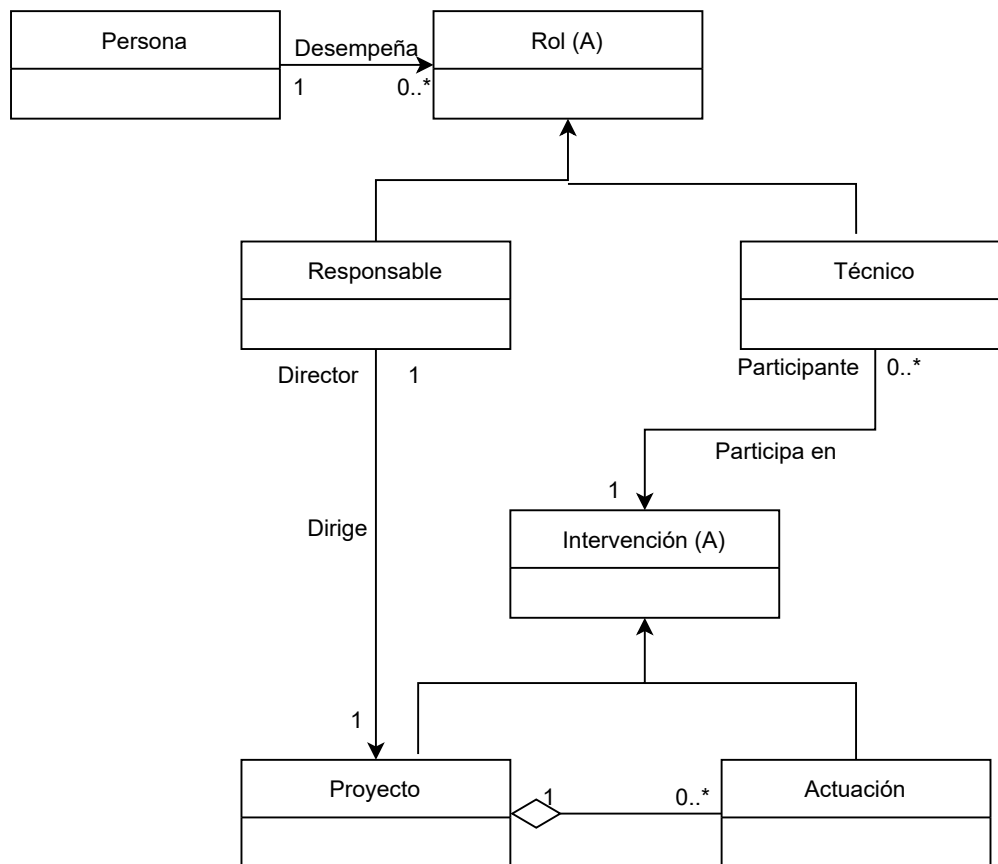 Persona
Desempeña
Rol (A)
1
0..*
Responsable
Técnico
Director
1
Participante
0..*
Participa en
1
Dirige
Intervención (A)
1
Proyecto
1
0..*
Actuación